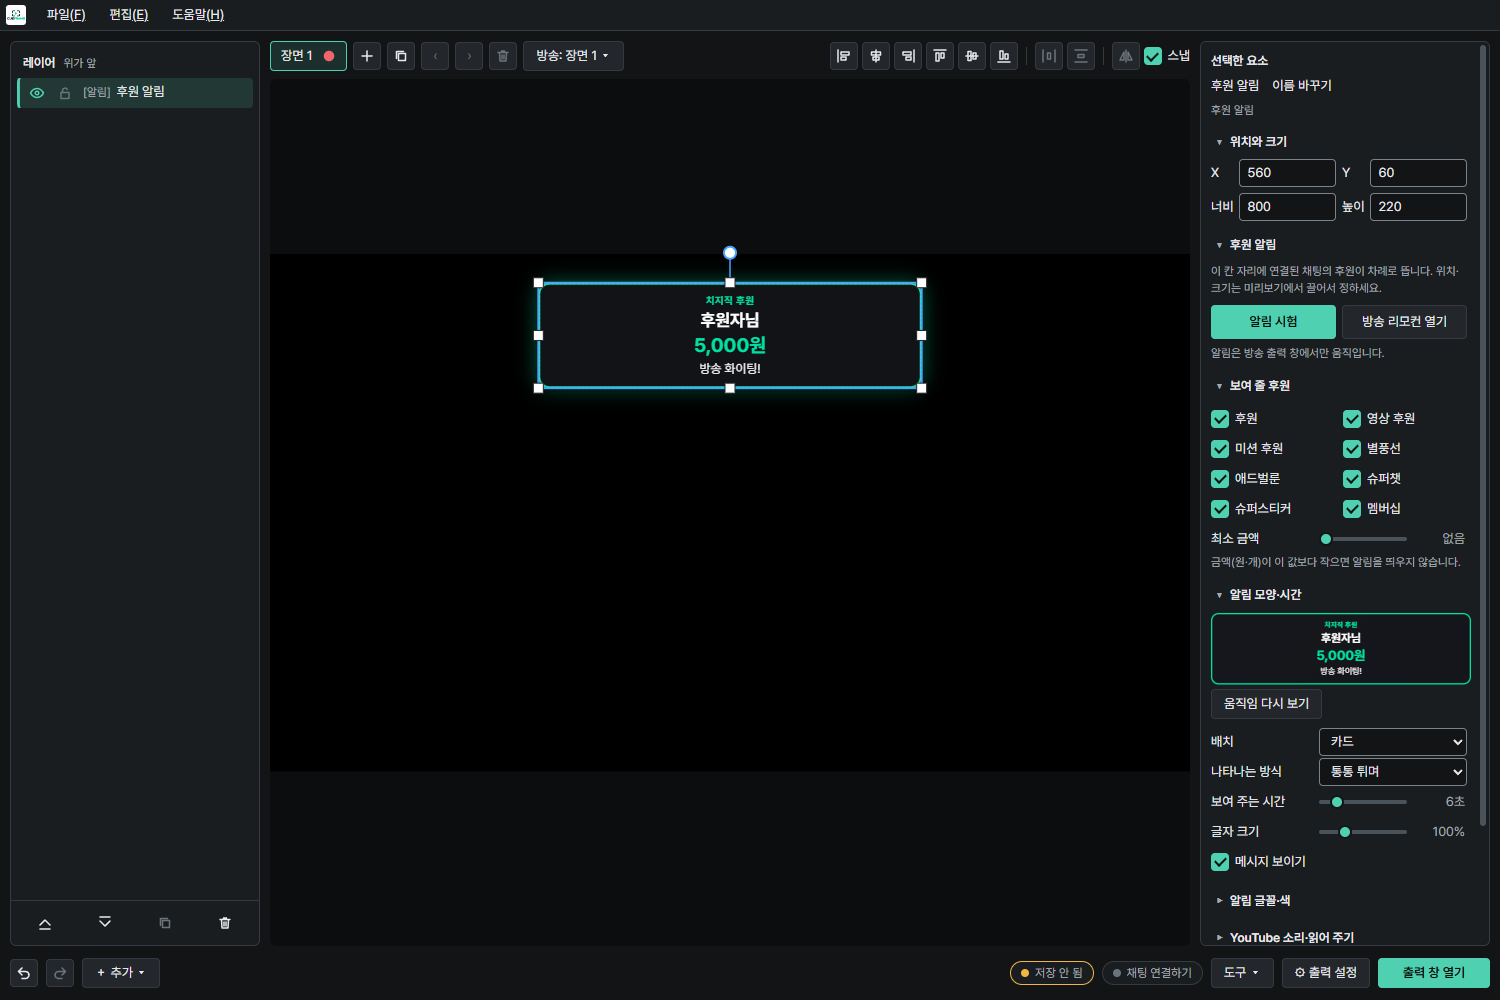 파일(F) 편집(E) 도움말(H)
레이어 위가 앞
[알림] 후원 알림
장면 1
방송: 장면 1
스냅
치지직 후원
후원자님
5,000원
방송 화이팅!
선택한 요소
후원 알림 이름 바꾸기
후원 알림
위치와 크기
X 560 Y 60
너비 800 높이 220
후원 알림
이 칸 자리에 연결된 채팅의 후원이 차례로 뜹니다. 위치·
크기는 미리보기에서 끌어서 정하세요.
알림 시험 방송 리모컨 열기
알림은 방송 출력 창에서만 움직입니다.
보여 줄 후원
후원 영상 후원
미션 후원 별풍선
애드벌룬 슈퍼챗
슈퍼스티커 멤버십
최소 금액 없음
금액(원·개)이 이 값보다 작으면 알림을 띄우지 않습니다.
알림 모양·시간
치지직 후원
후원자님
5,000원
방송 화이팅!
움직임 다시 보기
배치 카드
나타나는 방식 통통 튀며
보여 주는 시간 6초
글자 크기 100%
메시지 보이기
알림 글꼴·색
YouTube 소리·읽어 주기
+ 추가
저장 안 됨
채팅 연결하기
도구
출력 설정
출력 창 열기